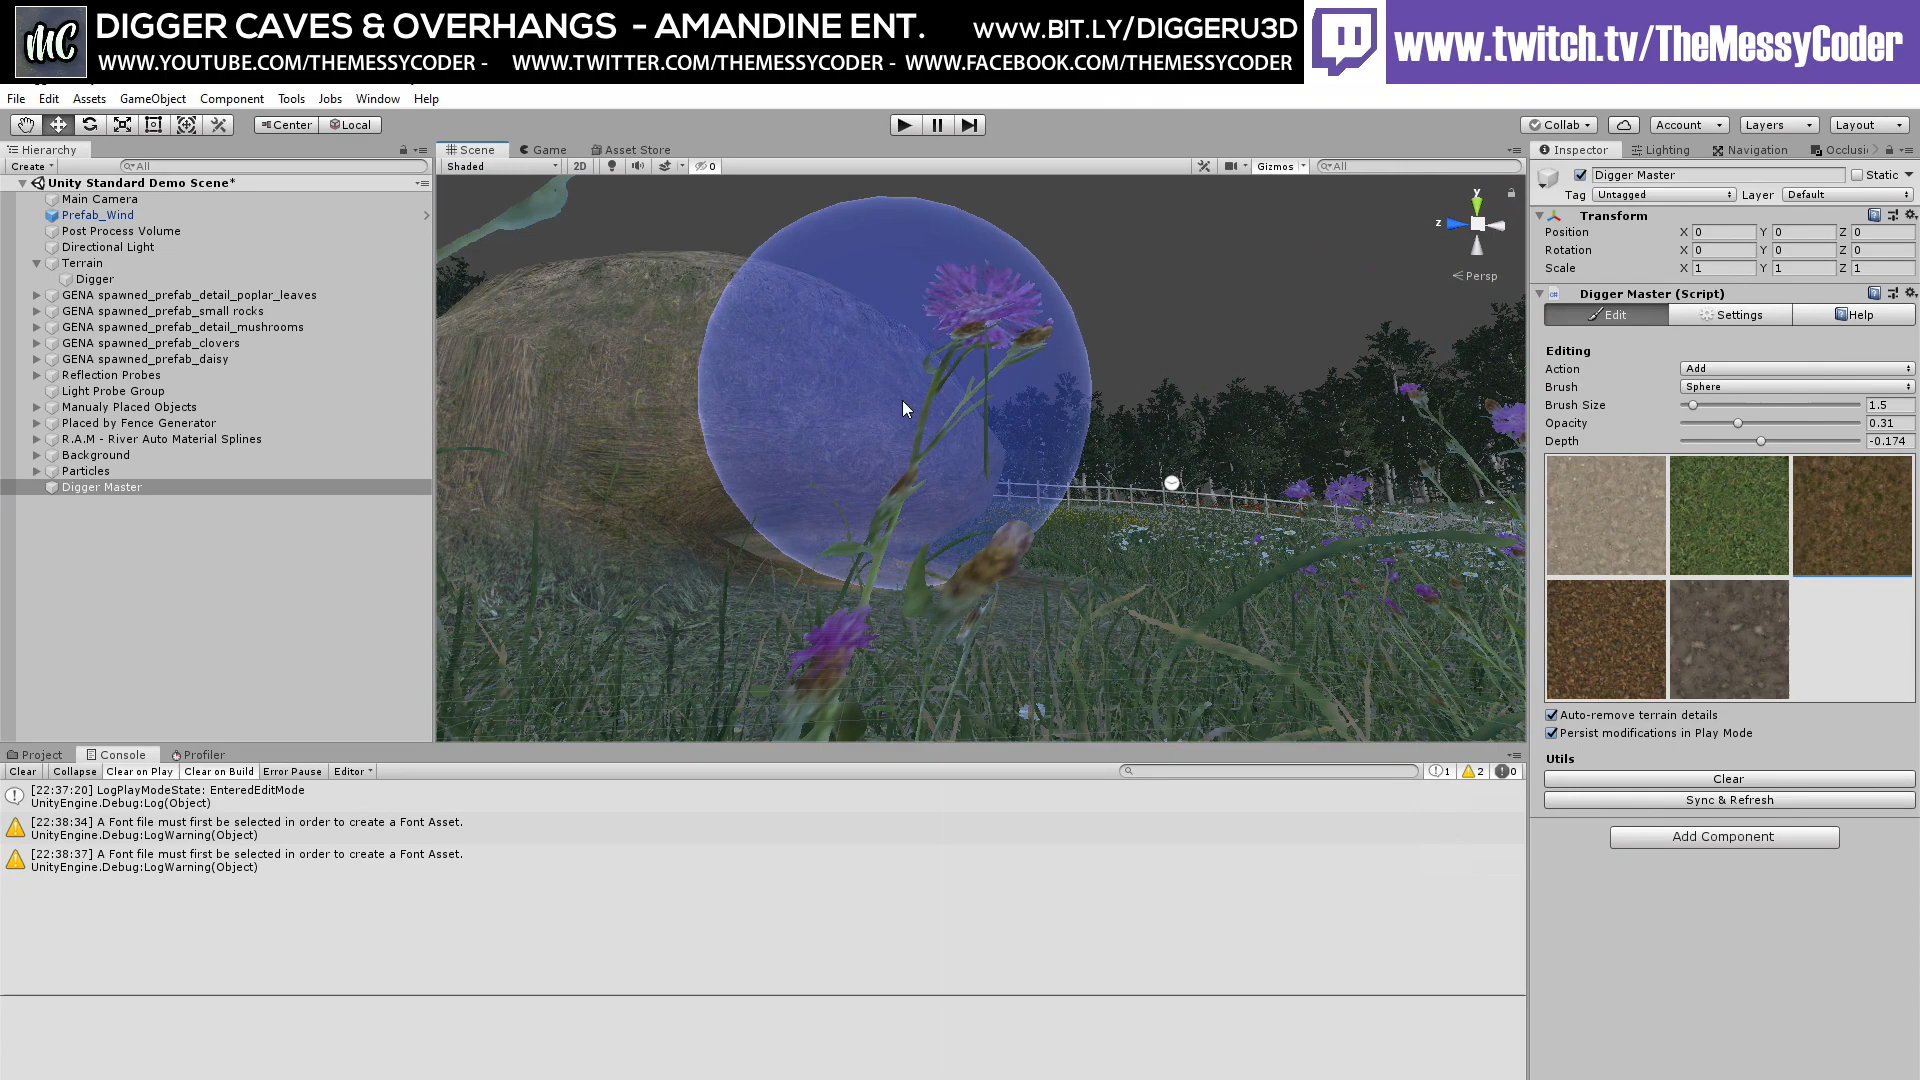 MC
DIGGER CAVES & OVERHANGS - AMANDINE ENT.
WWW.BIT.LY/DIGGERU3D
WWW.YOUTUBE.COM/THEMESSYCODER - WWW.TWITTER.COM/THEMESSYCODER - WWW.FACEBOOK.COM/THEMESSYCODER
www.twitch.tv/TheMessyCoder
File Edit Assets GameObject Component Tools Jobs Window Help
Center Local
Collab Account Layers Layout
Hierarchy
Create All
Unity Standard Demo Scene*
Main Camera
Prefab_Wind
Post Process Volume
Directional Light
Terrain
Digger
GENA spawned_prefab_detail_poplar_leaves
GENA spawned_prefab_small rocks
GENA spawned_prefab_detail_mushrooms
GENA spawned_prefab_clovers
GENA spawned_prefab_daisy
Reflection Probes
Light Probe Group
Manualy Placed Objects
Placed by Fence Generator
R.A.M - River Auto Material Splines
Background
Particles
Digger Master
Scene Game Asset Store
Shaded 2D 0 Gizmos All
y
z
Persp
Inspector Lighting Navigation Occlusi
Digger Master Static
Tag Untagged Layer Default
Transform
Position X 0 Y 0 Z 0
Rotation X 0 Y 0 Z 0
Scale X 1 Y 1 Z 1
Digger Master (Script)
Edit Settings Help
Editing
Action Add
Brush Sphere
Brush Size 1.5
Opacity 0.31
Depth -0.174
Auto-remove terrain details
Persist modifications in Play Mode
Utils
Clear
Sync & Refresh
Add Component
Project Console Profiler
Clear Collapse Clear on Play Clear on Build Error Pause Editor 1 2 0
[22:37:20] LogPlayModeState: EnteredEditMode
UnityEngine.Debug:Log(Object)
[22:38:34] A Font file must first be selected in order to create a Font Asset.
UnityEngine.Debug:LogWarning(Object)
[22:38:37] A Font file must first be selected in order to create a Font Asset.
UnityEngine.Debug:LogWarning(Object)